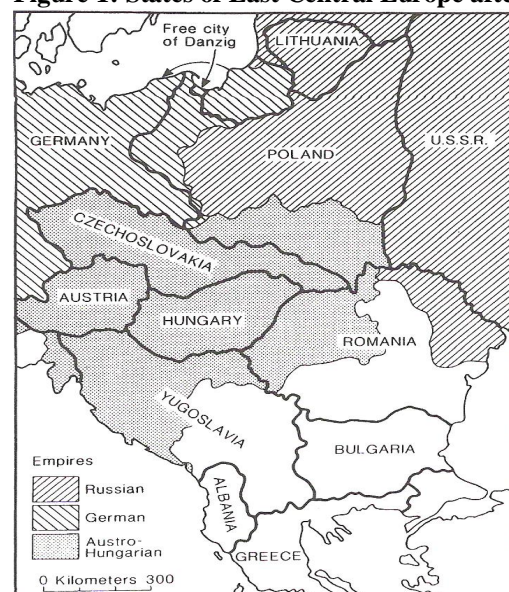 Figure 1: States of East Central Europe after
Free city
of Danzig
LITHUANIA
GERMANY
POLAND
U.S.S.R.
CZECHOSLOVAKIA
AUSTRIA
HUNGARY
ROMANIA
YUGOSLAVIA
BULGARIA
ALBANIA
GREECE
Empires
Russian
German
Austro-
Hungarian
0 Kilometers 300